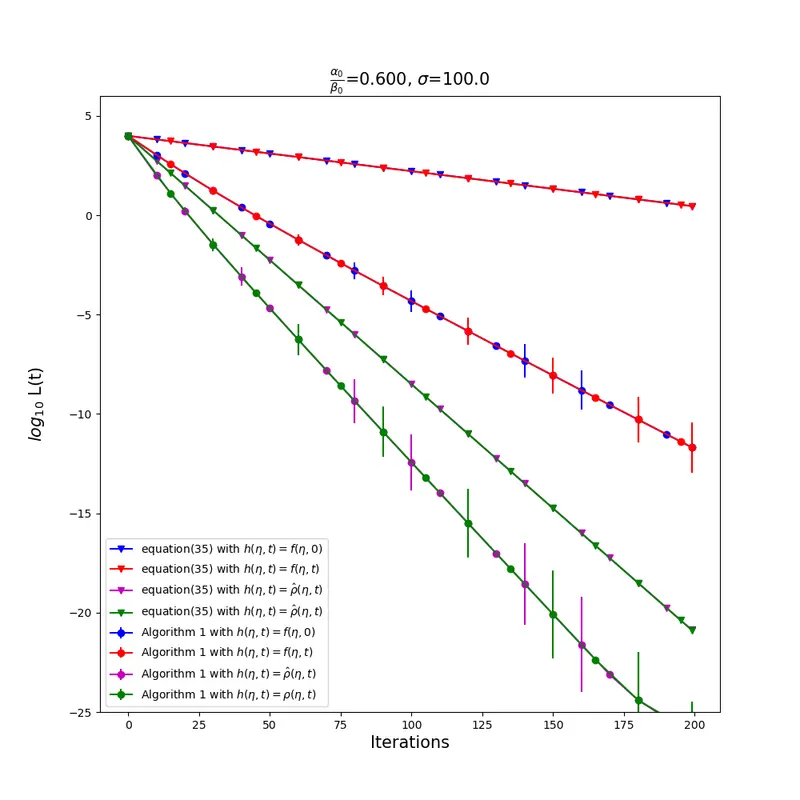 α₀/β₀=0.600, σ=100.0
log₁₀ L(t)
5
0
−5
−10
−15
−20
−25
equation(35) with h(η, t) = f(η, 0)
equation(35) with h(η, t) = f(η, t)
equation(35) with h(η, t) = ρ̂(η, t)
equation(35) with h(η, t) = ρ̂(η, t)
Algorithm 1 with h(η, t) = f(η, 0)
Algorithm 1 with h(η, t) = f(η, t)
Algorithm 1 with h(η, t) = ρ̂(η, t)
Algorithm 1 with h(η, t) = ρ(η, t)
0 25 50 75 100 125 150 175 200
Iterations